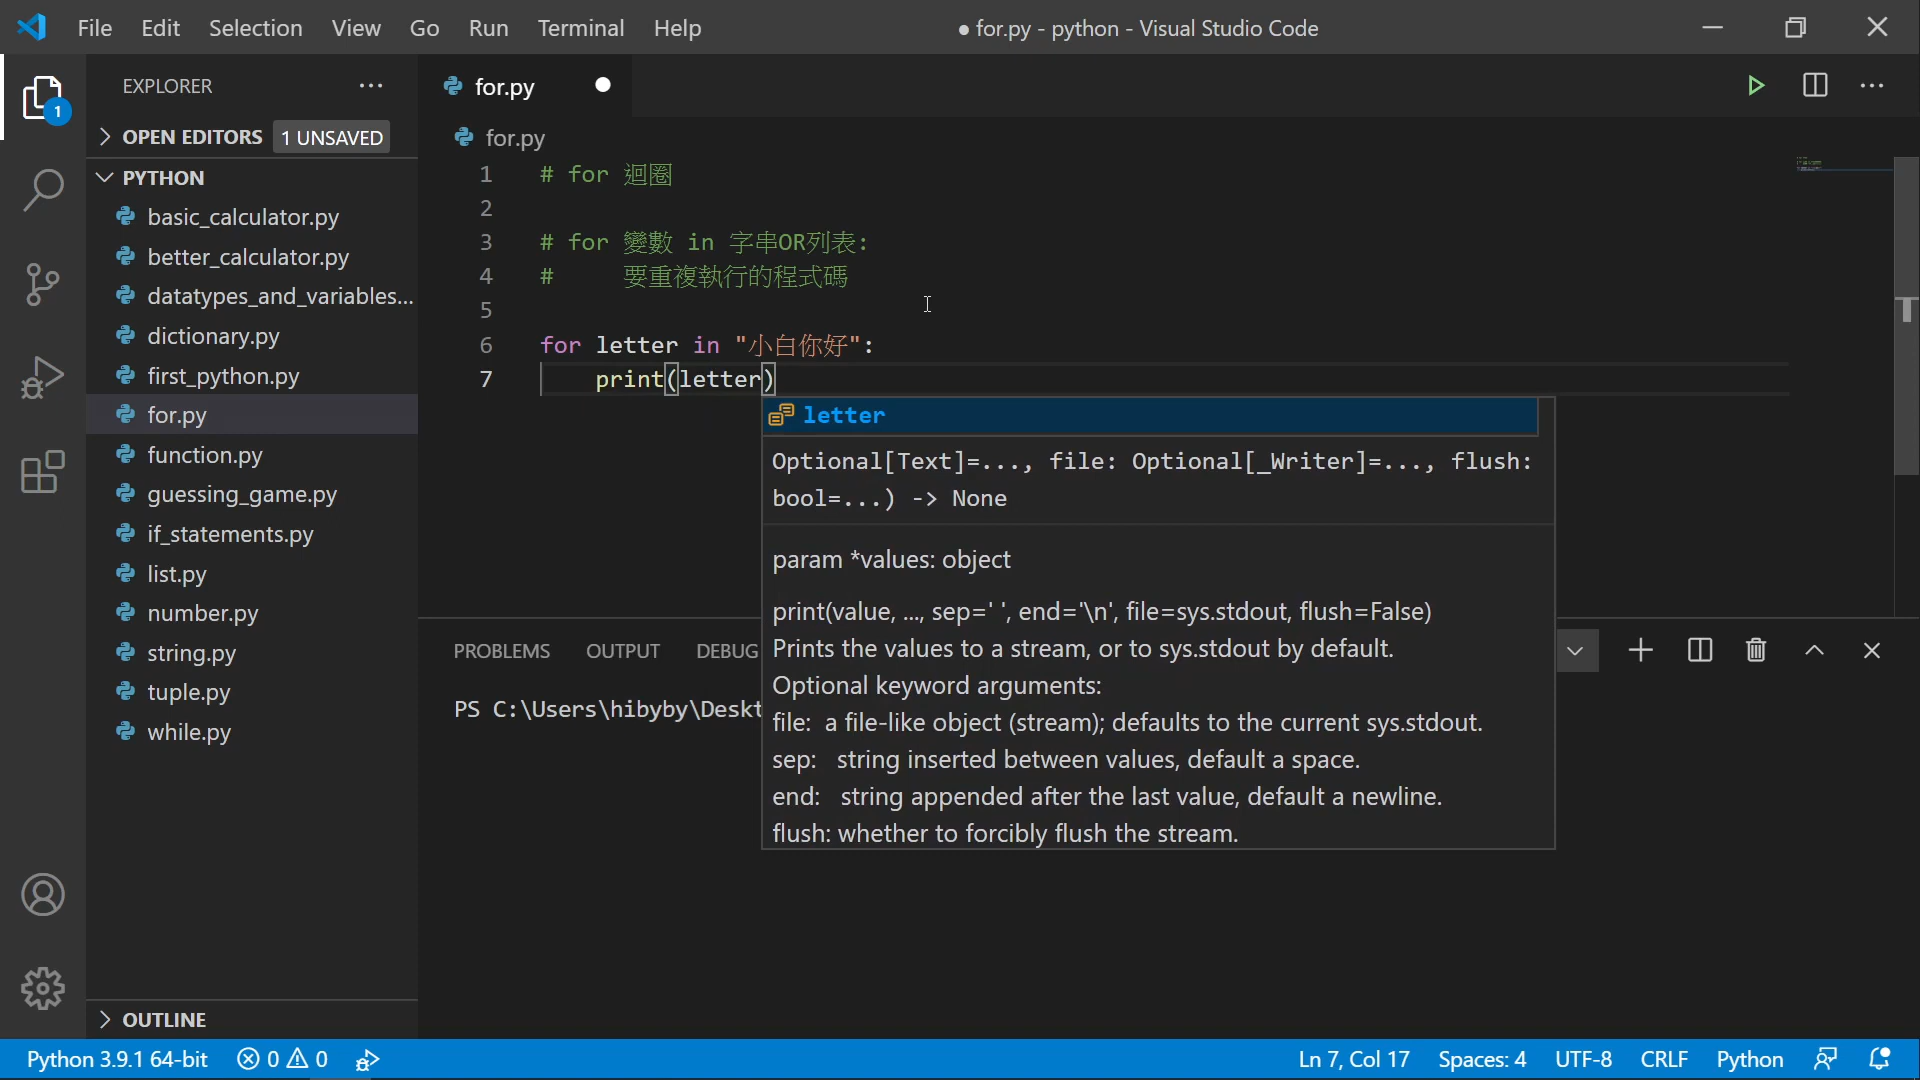 File Edit Selection View Go Run Terminal Help
● for.py - python - Visual Studio Code
1
EXPLORER
OPEN EDITORS 1 UNSAVED
PYTHON
basic_calculator.py
better_calculator.py
datatypes_and_variables...
dictionary.py
first_python.py
for.py
function.py
guessing_game.py
if_statements.py
list.py
number.py
string.py
tuple.py
while.py
OUTLINE
for.py
for.py
1 # for 迴圈
2
3 # for 變數 in 字串OR列表:
4 #     要重複執行的程式碼
5
6 for letter in "小白你好":
7     print(letter)
letter
Optional[Text]=..., file: Optional[_Writer]=..., flush:
bool=...) -> None
param *values: object
print(value, ..., sep=' ', end='\n', file=sys.stdout, flush=False)
Prints the values to a stream, or to sys.stdout by default.
Optional keyword arguments:
file:  a file-like object (stream); defaults to the current sys.stdout.
sep:   string inserted between values, default a space.
end:   string appended after the last value, default a newline.
flush: whether to forcibly flush the stream.
PROBLEMS OUTPUT DEBUG
PS C:\Users\hibyby\Deskt
Python 3.9.1 64-bit 0 0
Ln 7, Col 17 Spaces: 4 UTF-8 CRLF Python